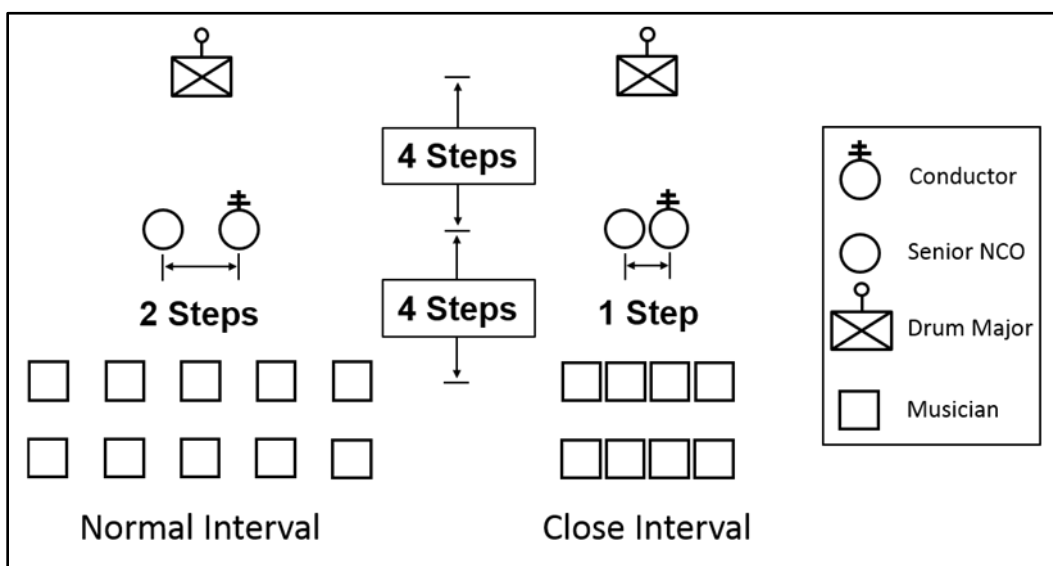 4 Steps
2 Steps
4 Steps
1 Step
Normal Interval
Close Interval
Conductor
Senior NCO
Drum Major
Musician